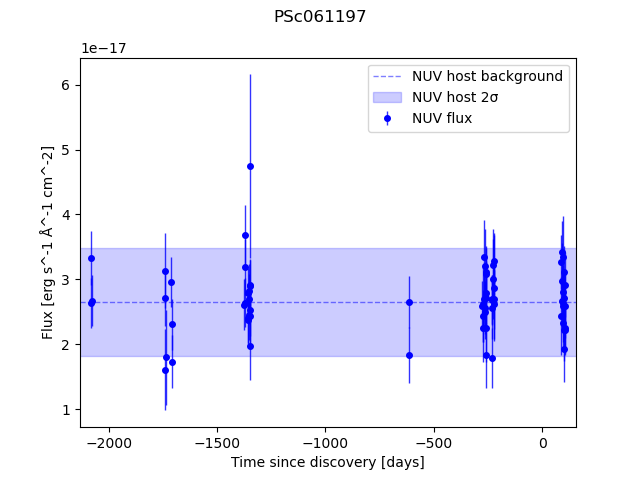 PSc061197
1e−17
NUV host background
NUV host 2σ
NUV flux
6
5
4
3
2
1
Flux [erg s^-1 Å^-1 cm^-2]
−2000
−1500
−1000
−500
0
Time since discovery [days]